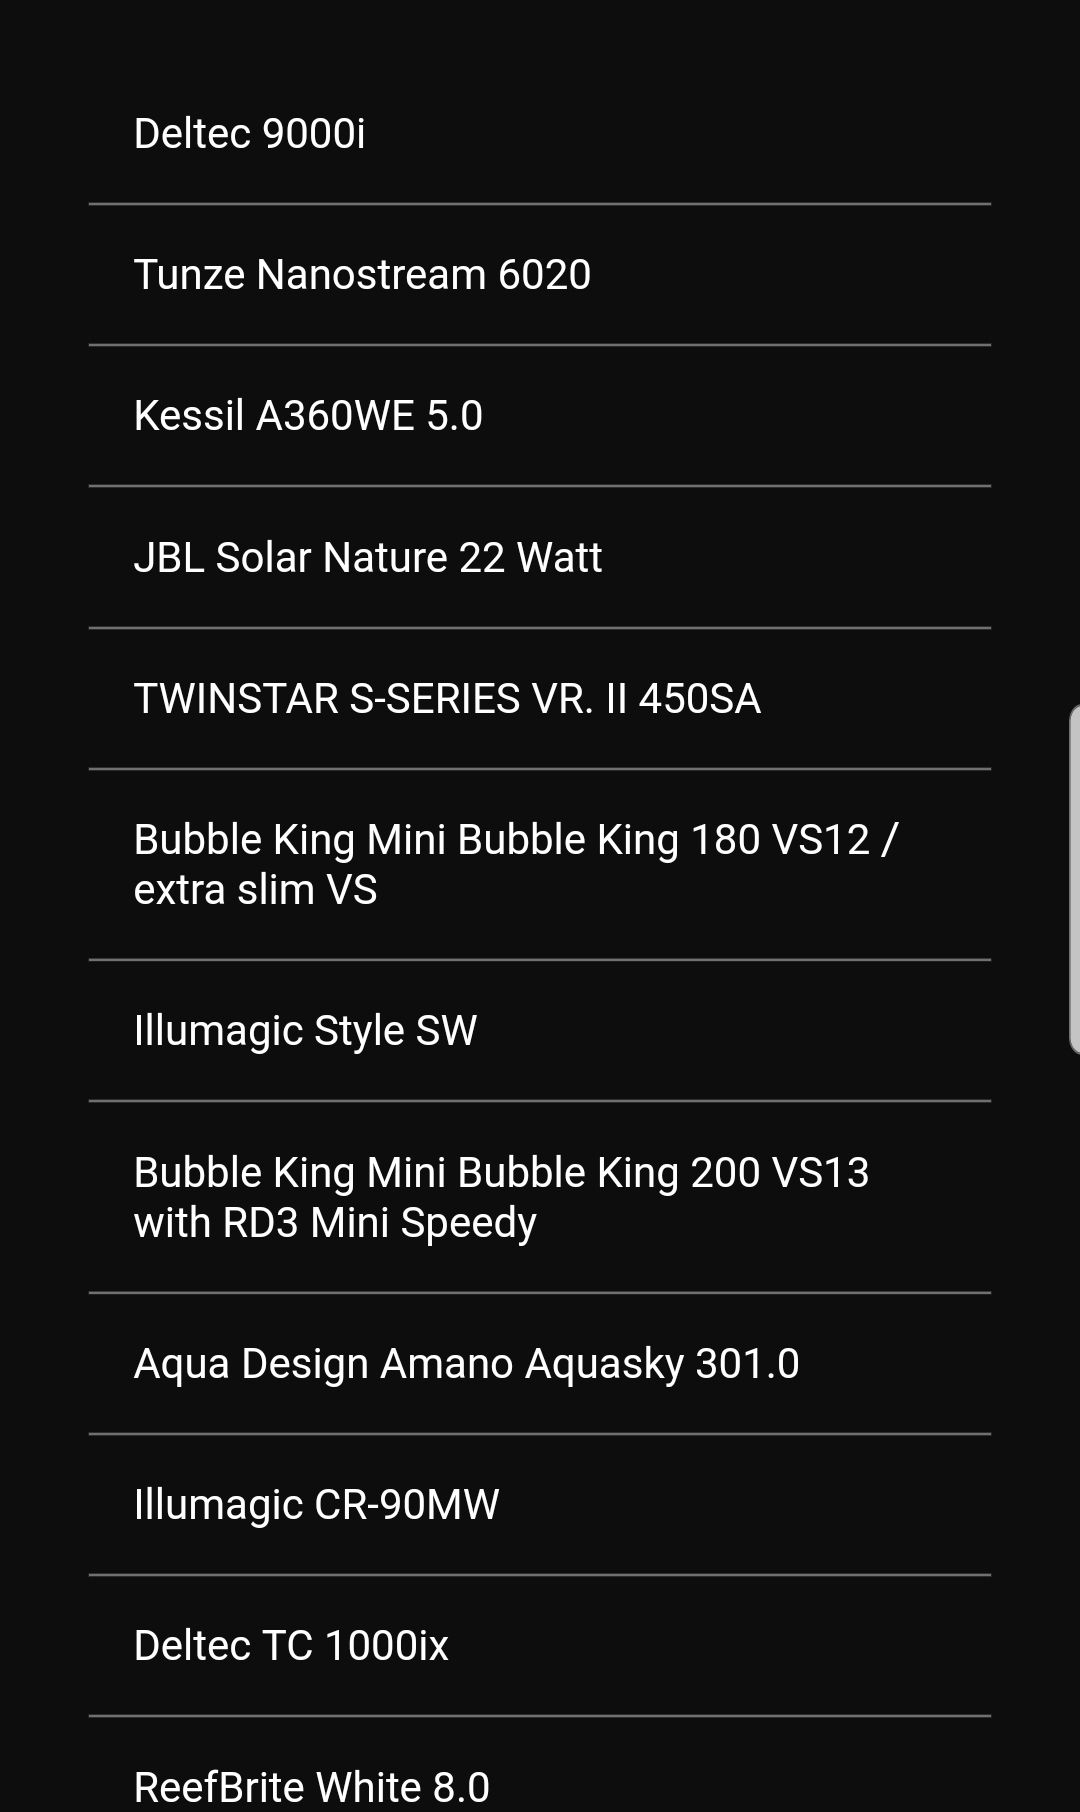 Deltec 9000i
Tunze Nanostream 6020
Kessil A360WE 5.0
JBL Solar Nature 22 Watt
TWINSTAR S-SERIES VR. II 450SA
Bubble King Mini Bubble King 180 VS12 /
extra slim VS
Illumagic Style SW
Bubble King Mini Bubble King 200 VS13
with RD3 Mini Speedy
Aqua Design Amano Aquasky 301.0
Illumagic CR-90MW
Deltec TC 1000ix
ReefBrite White 8.0